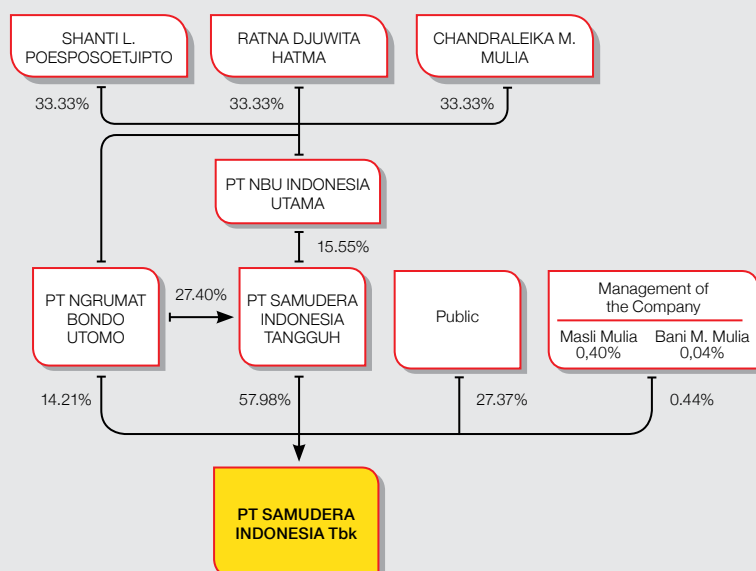 SHANTI L.
POESPOSOETJIPTO
RATNA DJUWITA
HATMA
CHANDRALEIKA M.
MULIA
33.33%
33.33%
33.33%
PT NBU INDONESIA
UTAMA
15.55%
PT NGRUMAT
BONDO
UTOMO
27.40%
PT SAMUDERA
INDONESIA
TANGGUH
Public
Management of
the Company
Masli Mulia
0,40%
Bani M. Mulia
0,04%
14.21%
57.98%
27.37%
0.44%
PT SAMUDERA
INDONESIA Tbk